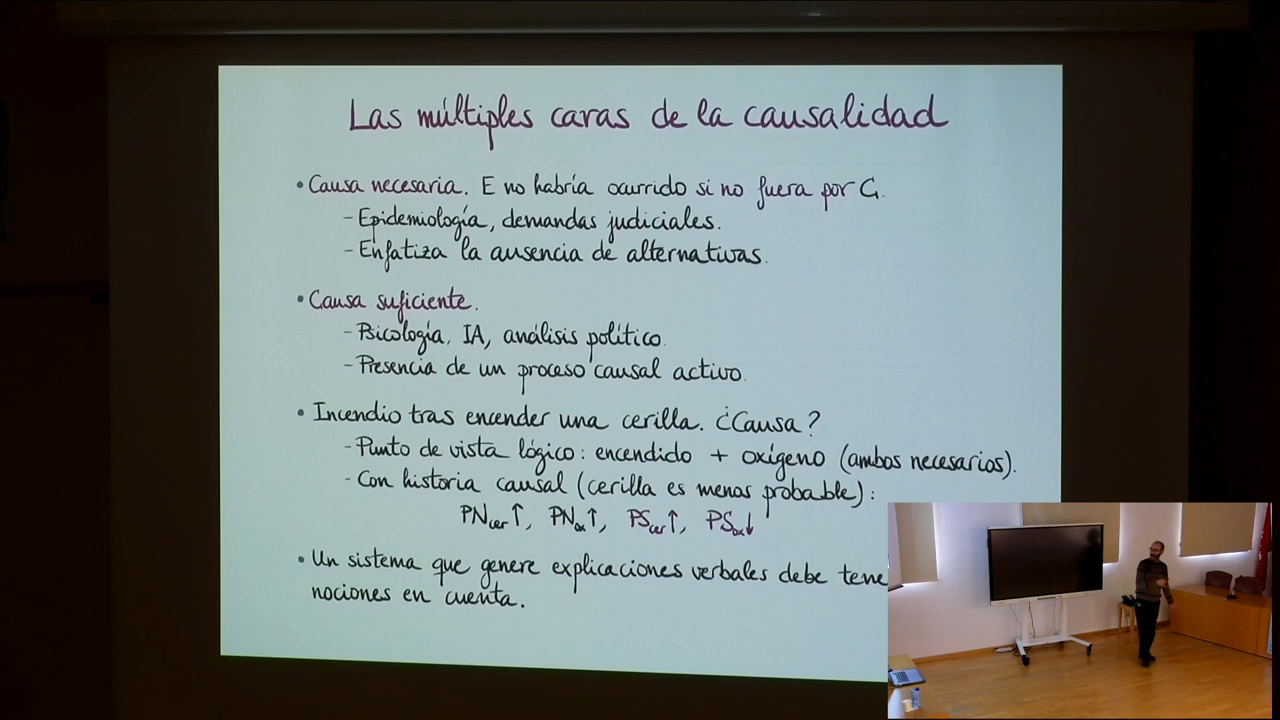 Las múltiples caras de la causalidad
• Causa necesaria. E no habría ocurrido si no fuera por C.
- Epidemiología, demandas judiciales.
- Enfatiza la ausencia de alternativas.
• Causa suficiente.
- Psicología, IA, análisis político.
- Presencia de un proceso causal activo.
• Incendio tras encender una cerilla. ¿Causa?
- Punto de vista lógico: encendido + oxígeno (ambos necesarios).
- Con historia causal (cerilla es menos probable):
PNcer↑, PNox↑, PScer↑, PSox↓
• Un sistema que genere explicaciones verbales debe tene
nociones en cuenta.